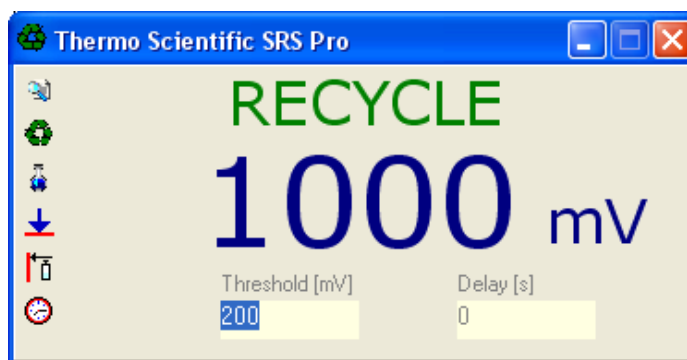 Thermo Scientific SRS Pro
RECYCLE
1000 mV
Threshold [mV] Delay [s]
200 0